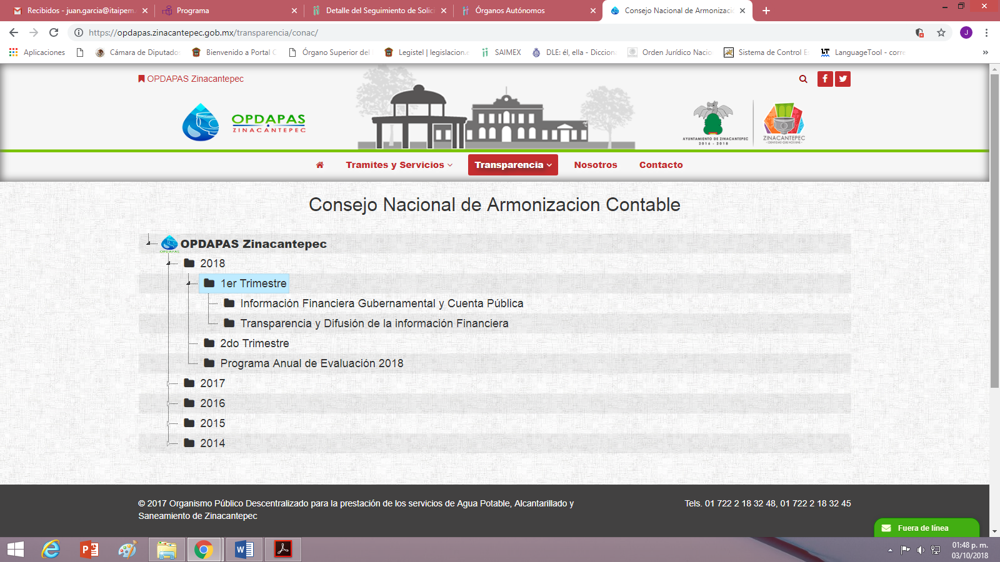 Recibidos - juan.garcia@itaipem.
Programa
Detalle del Seguimiento de Solici
Órganos Autónomos
Consejo Nacional de Armonizaci
https://opdapas.zinacantepec.gob.mx/transparencia/conac/
J
Aplicaciones
Cámara de Diputados
Bienvenido a Portal C
Órgano Superior del
Legistel | legislacion.e
SAIMEX
DLE: él, ella - Diccion
Orden Jurídico Nacio
Sistema de Control E
LanguageTool - corre
OPDAPAS Zinacantepec
OPDAPAS
ZINACANTEPEC
AYUNTAMIENTO DE ZINACANTEPEC
2016 - 2018
ZINACANTEPEC
- IDENTIDAD QUE NOS UNE -
Tramites y Servicios
Transparencia
Nosotros
Contacto
Consejo Nacional de Armonizacion Contable
OPDAPAS Zinacantepec
2018
1er Trimestre
Información Financiera Gubernamental y Cuenta Pública
Transparencia y Difusión de la información Financiera
2do Trimestre
Programa Anual de Evaluación 2018
2017
2016
2015
2014
© 2017 Organismo Público Descentralizado para la prestación de los servicios de Agua Potable, Alcantarillado y
Saneamiento de Zinacantepec
Tels. 01 722 2 18 32 48, 01 722 2 18 32 45
Fuera de línea
01:48 p. m.
03/10/2018